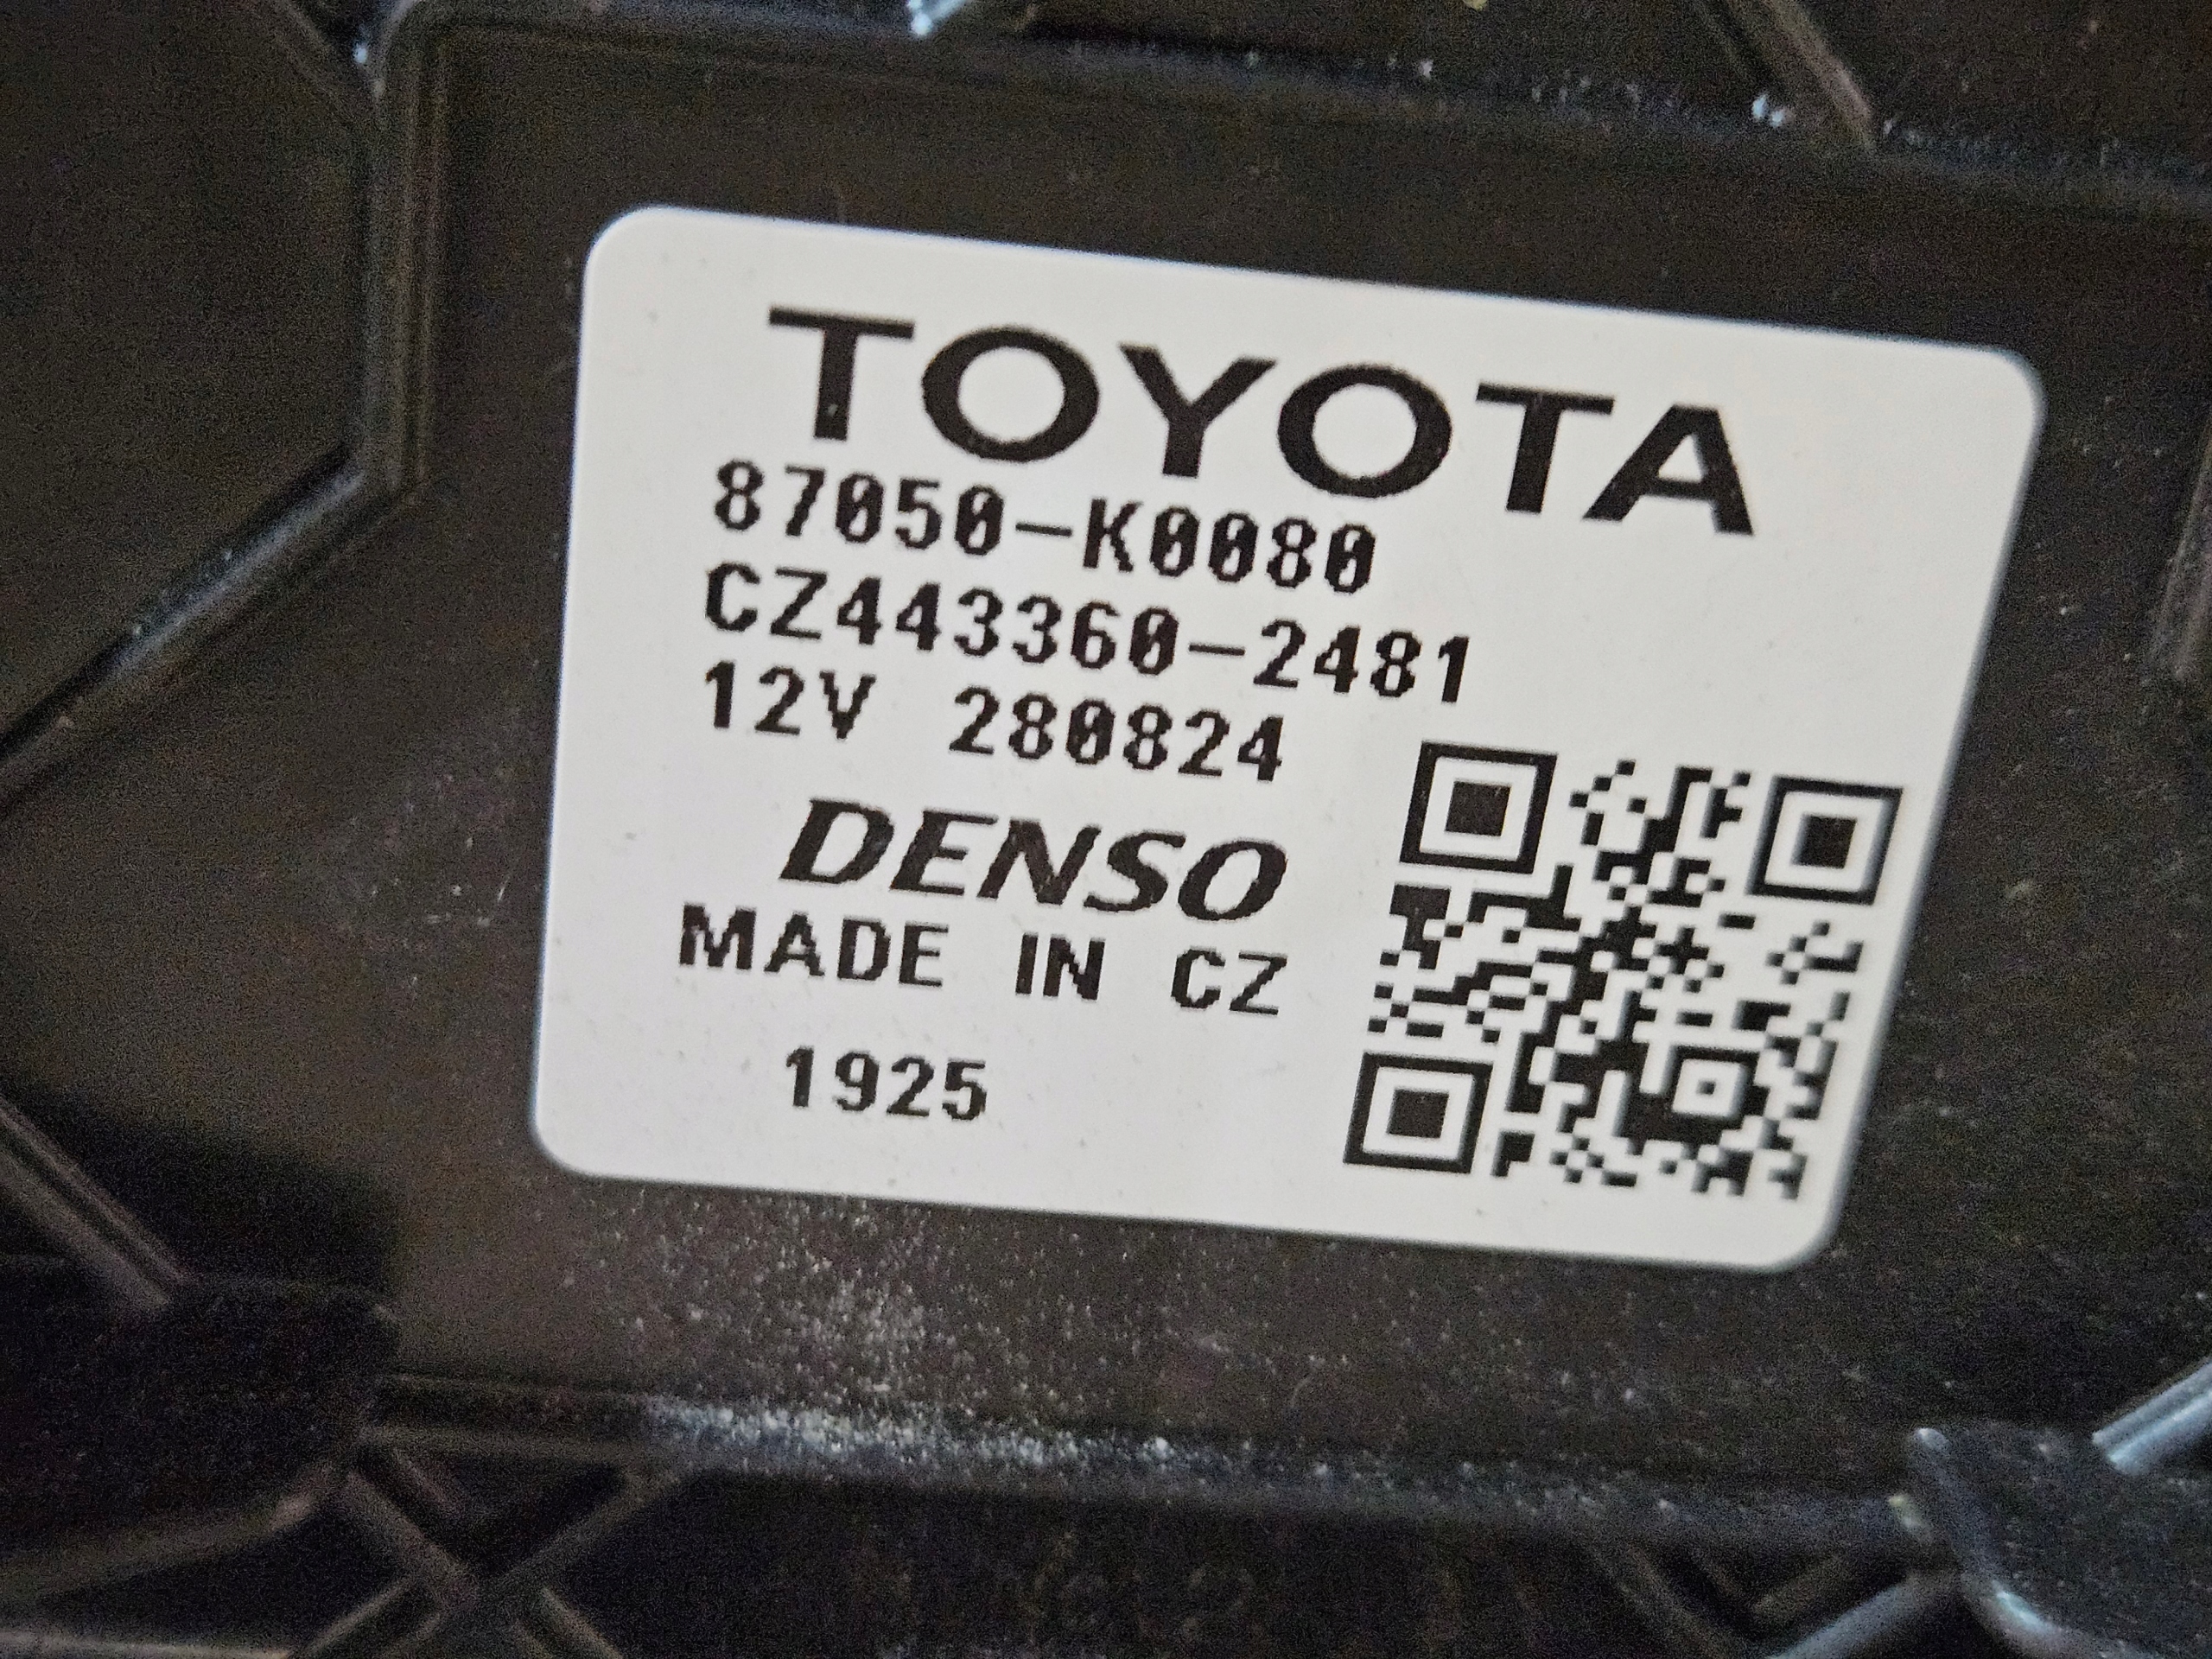 TOYOTA
87050-K0080
CZ443360-2481
12V 280824
DENSO
MADE IN CZ
1925